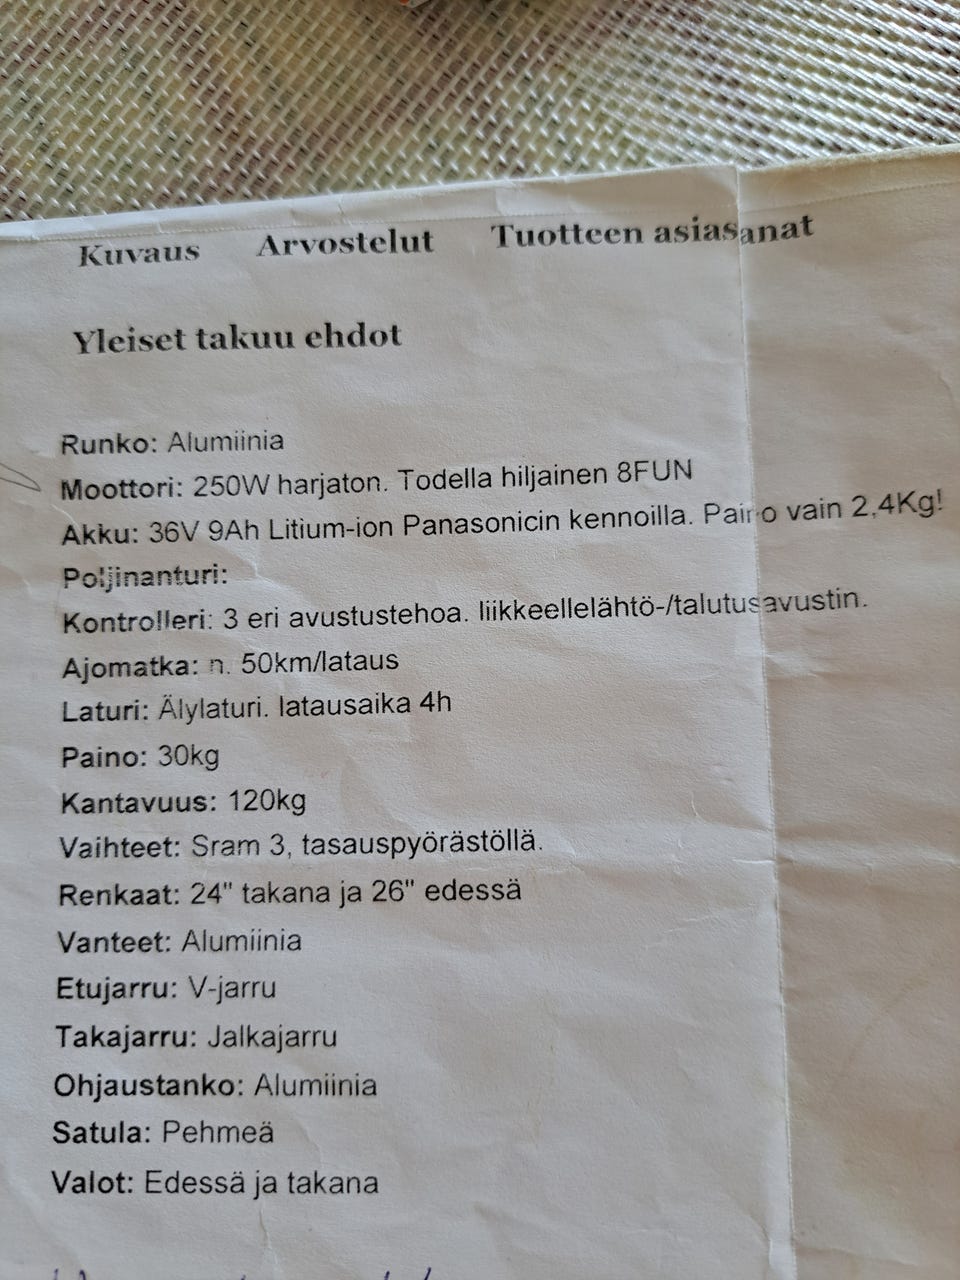 Kuvaus Arvostelut Tuotteen asiasanat
Yleiset takuu ehdot
Runko: Alumiinia
Moottori: 250W harjaton. Todella hiljainen 8FUN
Akku: 36V 9Ah Litium-ion Panasonicin kennoilla. Paino vain 2,4Kg!
Poljinanturi:
Kontrolleri: 3 eri avustustehoa. liikkeellelähtö-/talutusavustin.
Ajomatka: n. 50km/lataus
Laturi: Älylaturi. latausaika 4h
Paino: 30kg
Kantavuus: 120kg
Vaihteet: Sram 3, tasauspyörästöllä.
Renkaat: 24" takana ja 26" edessä
Vanteet: Alumiinia
Etujarru: V-jarru
Takajarru: Jalkajarru
Ohjaustanko: Alumiinia
Satula: Pehmeä
Valot: Edessä ja takana